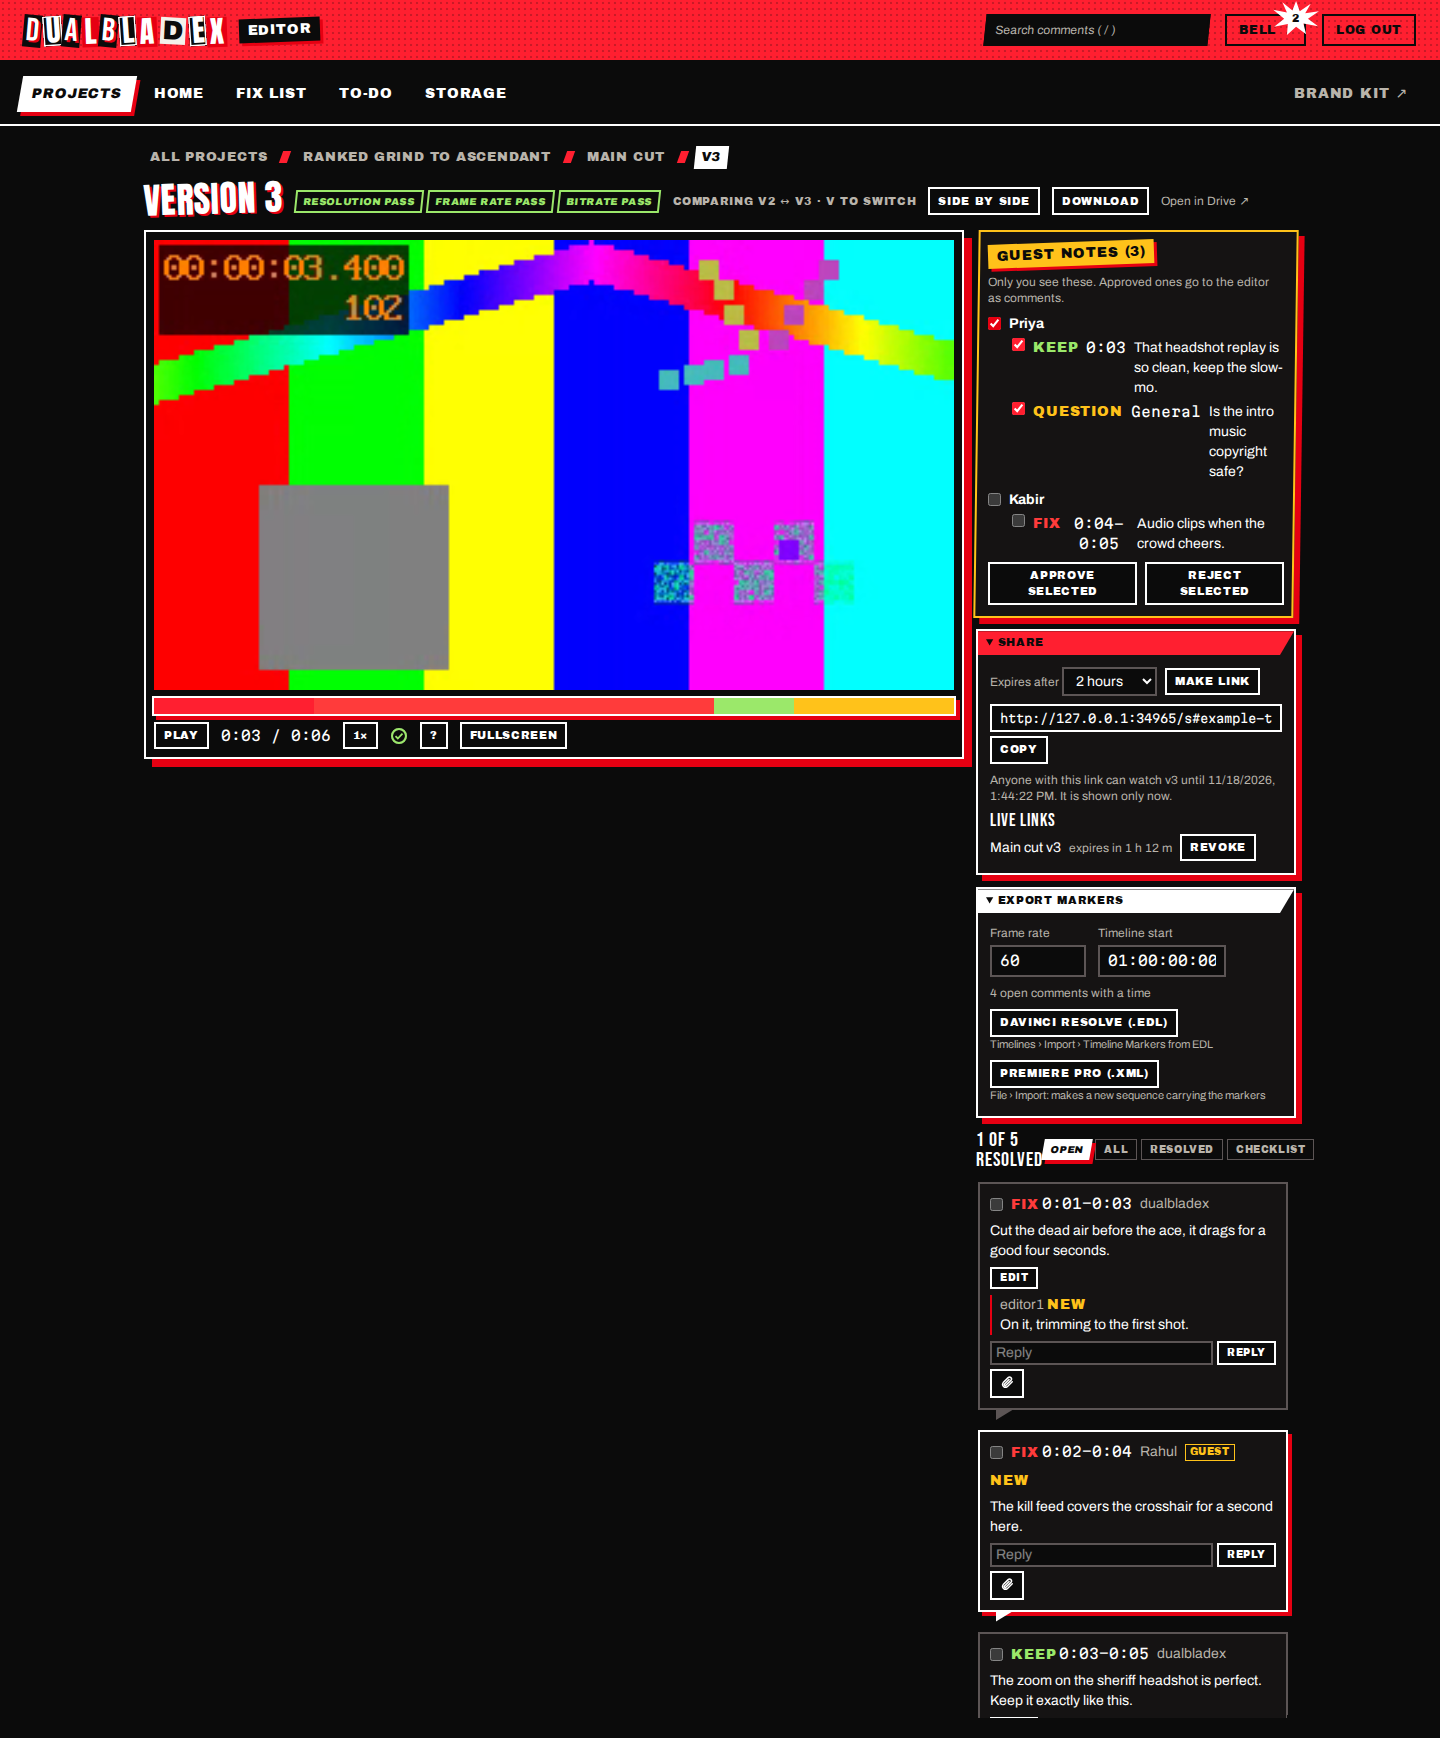 DUALBLADEX EDITOR
Search comments ( / )
BELL 2
LOG OUT
PROJECTS HOME FIX LIST TO-DO STORAGE BRAND KIT ↗
ALL PROJECTS RANKED GRIND TO ASCENDANT MAIN CUT V3
VERSION 3 RESOLUTION PASS FRAME RATE PASS BITRATE PASS COMPARING V2 ↔ V3 · V TO SWITCH SIDE BY SIDE DOWNLOAD Open in Drive ↗
00:00:03.400
102
PLAY 0:03 / 0:06 1x ? FULLSCREEN
GUEST NOTES (3)
Only you see these. Approved ones go to the editor
as comments.
Priya
KEEP 0:03 That headshot replay is
so clean, keep the slow-
mo.
QUESTION General Is the intro
music
copyright
safe?
Kabir
FIX 0:04– Audio clips when the
0:05 crowd cheers.
APPROVE SELECTED
REJECT SELECTED
▼ SHARE
Expires after 2 hours MAKE LINK
http://127.0.0.1:34965/s#example-t
COPY
Anyone with this link can watch v3 until 11/18/2026,
1:44:22 PM. It is shown only now.
LIVE LINKS
Main cut v3 expires in 1 h 12 m REVOKE
▼ EXPORT MARKERS
Frame rate Timeline start
60 01:00:00:00
4 open comments with a time
DAVINCI RESOLVE (.EDL)
Timelines › Import › Timeline Markers from EDL
PREMIERE PRO (.XML)
File › Import: makes a new sequence carrying the markers
1 OF 5
RESOLVED OPEN ALL RESOLVED CHECKLIST
FIX 0:01–0:03 dualbladex
Cut the dead air before the ace, it drags for a
good four seconds.
EDIT
editor1 NEW
On it, trimming to the first shot.
Reply REPLY
FIX 0:02–0:04 Rahul GUEST
NEW
The kill feed covers the crosshair for a second
here.
Reply REPLY
KEEP 0:03–0:05 dualbladex
The zoom on the sheriff headshot is perfect.
Keep it exactly like this.